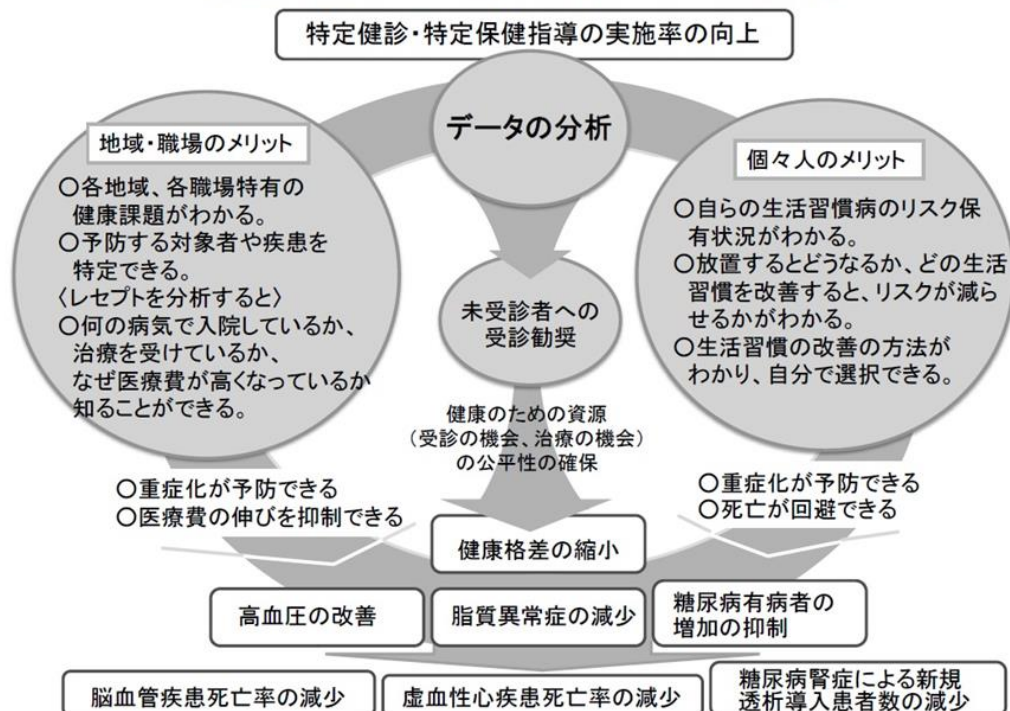 特定健診・特定保健指導の実施率の向上
データの分析
地域・職場のメリット
○各地域、各職場特有の
健康課題がわかる。
○予防する対象者や疾患を
特定できる。
〈レセプトを分析すると〉
○何の病気で入院しているか、
治療を受けているか、
なぜ医療費が高くなっているか
知ることができる。
個々人のメリット
○自らの生活習慣病のリスク保
有状況がわかる。
○放置するとどうなるか、どの生活
習慣を改善すると、リスクが減ら
せるかがわかる。
○生活習慣の改善の方法が
わかり、自分で選択できる。
未受診者への
受診勧奨
健康のための資源
(受診の機会、治療の機会)
の公平性の確保
○重症化が予防できる
○医療費の伸びを抑制できる
○重症化が予防できる
○死亡が回避できる
健康格差の縮小
高血圧の改善
脂質異常症の減少
糖尿病有病者の
増加の抑制
脳血管疾患死亡率の減少
虚血性心疾患死亡率の減少
糖尿病腎症による新規
透析導入患者数の減少